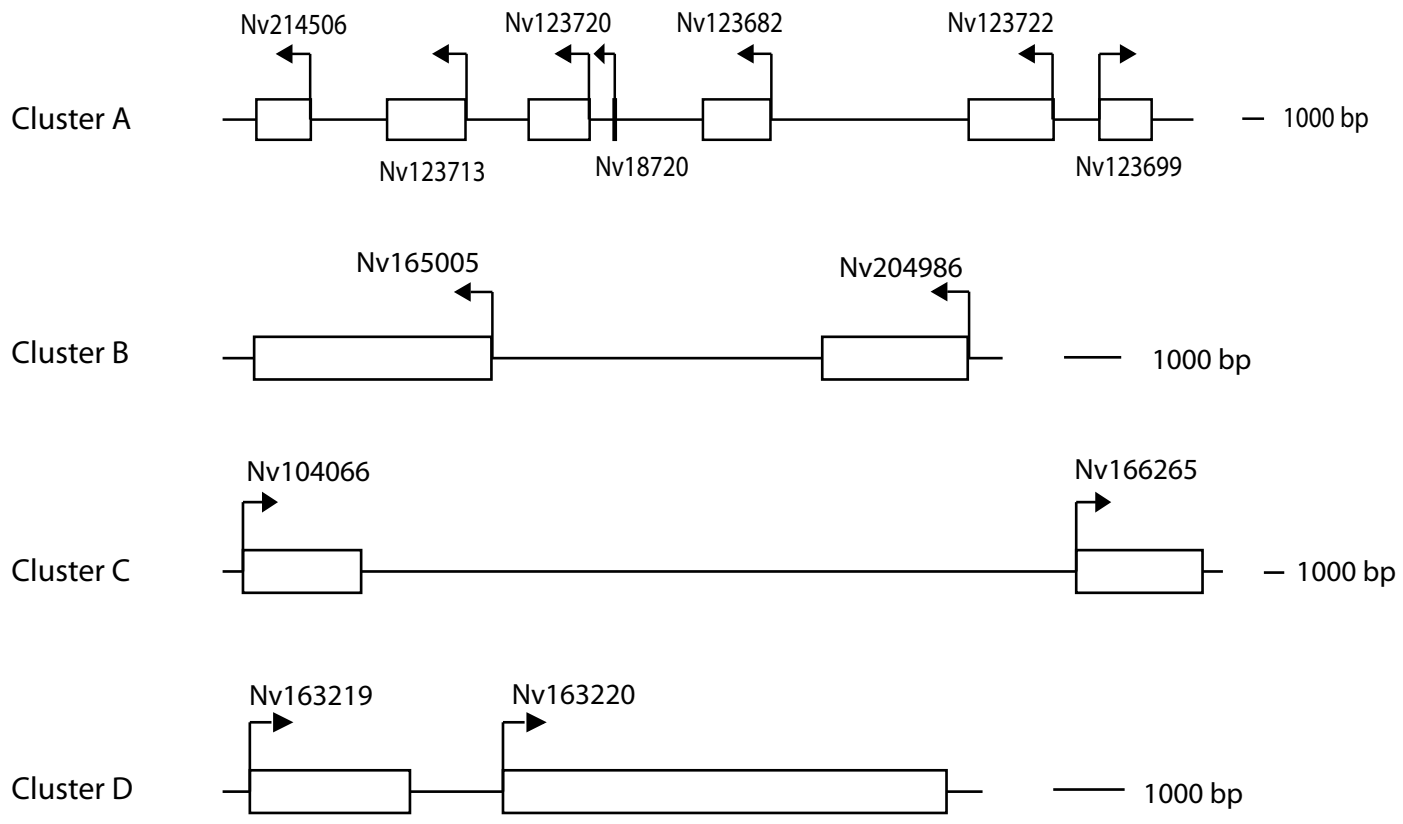 Nv214506
Nv123720
Nv123682
Nv123722
Cluster A
1000 bp
Nv123713
Nv18720
Nv123699
Nv165005
Nv204986
Cluster B
1000 bp
Nv104066
Nv166265
Cluster C
1000 bp
Nv163219
Nv163220
Cluster D
1000 bp